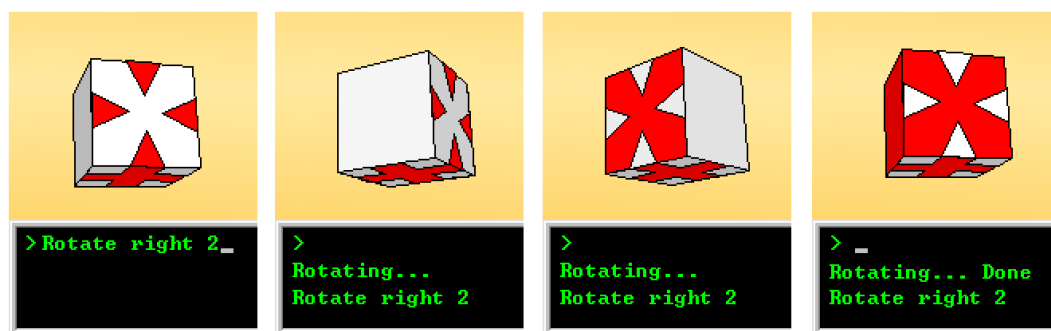 >Rotate right 2_
>
Rotating...
Rotate right 2
>
Rotating...
Rotate right 2
> _
Rotating... Done
Rotate right 2